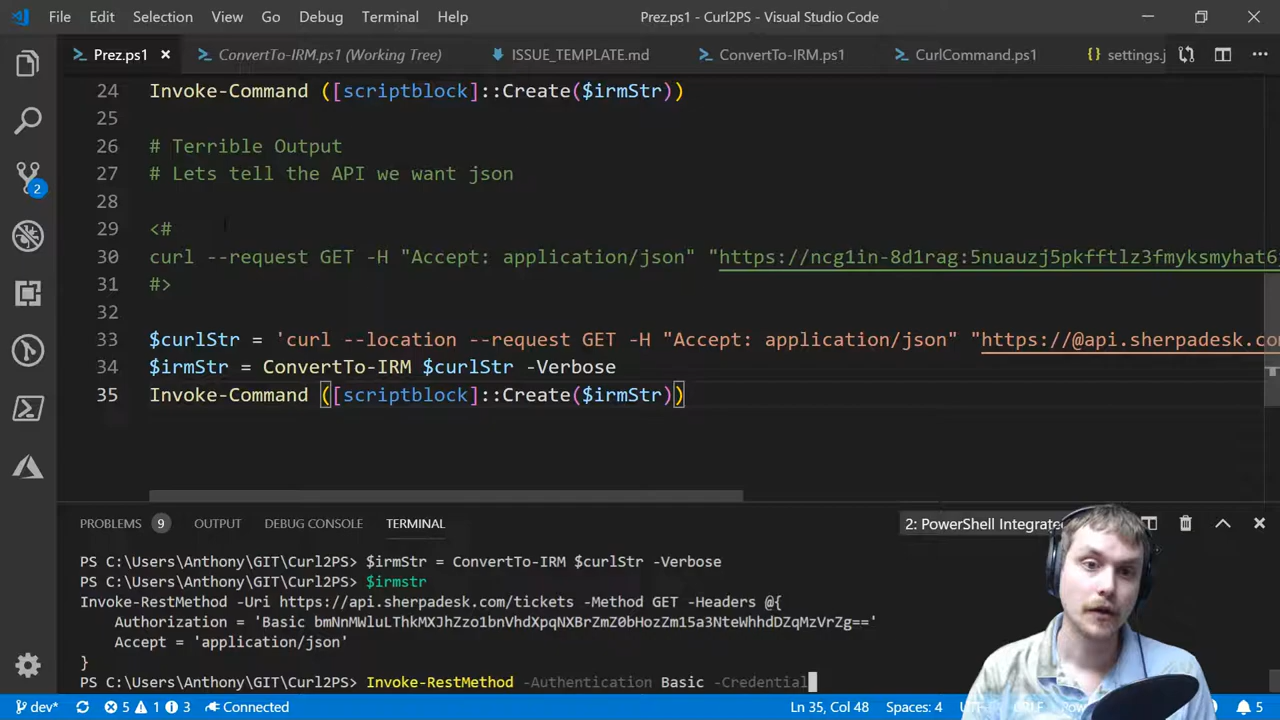 File Edit Selection View Go Debug Terminal Help Prez.ps1 - Curl2PS - Visual Studio Code
Prez.ps1 ConvertTo-IRM.ps1 (Working Tree) ISSUE_TEMPLATE.md ConvertTo-IRM.ps1 CurlCommand.ps1 {} settings.j
24 Invoke-Command ([scriptblock]::Create($irmStr))
25
26 # Terrible Output
27 # Lets tell the API we want json
28
29 <#
30 curl --request GET -H "Accept: application/json" "https://ncg1in-8d1rag:5nuauzj5pkfftlz3fmyksmyhat6
31 #>
32
33 $curlStr = 'curl --location --request GET -H "Accept: application/json" "https://@api.sherpadesk.co
34 $irmStr = ConvertTo-IRM $curlStr -Verbose
35 Invoke-Command ([scriptblock]::Create($irmStr))
2
PROBLEMS 9 OUTPUT DEBUG CONSOLE TERMINAL 2: PowerShell Integrate
PS C:\Users\Anthony\GIT\Curl2PS> $irmStr = ConvertTo-IRM $curlStr -Verbose
PS C:\Users\Anthony\GIT\Curl2PS> $irmstr
Invoke-RestMethod -Uri https://api.sherpadesk.com/tickets -Method GET -Headers @{
Authorization = 'Basic bmNnMWluLThkMXJhZzo1bnVhdXpqNXBrZmZ0bHozZm15a3NteWhhdDZqMzVrZg=='
Accept = 'application/json'
}
PS C:\Users\Anthony\GIT\Curl2PS> Invoke-RestMethod -Authentication Basic -Credential
dev* 5 1 3 Connected Ln 35, Col 48 Spaces: 4 5